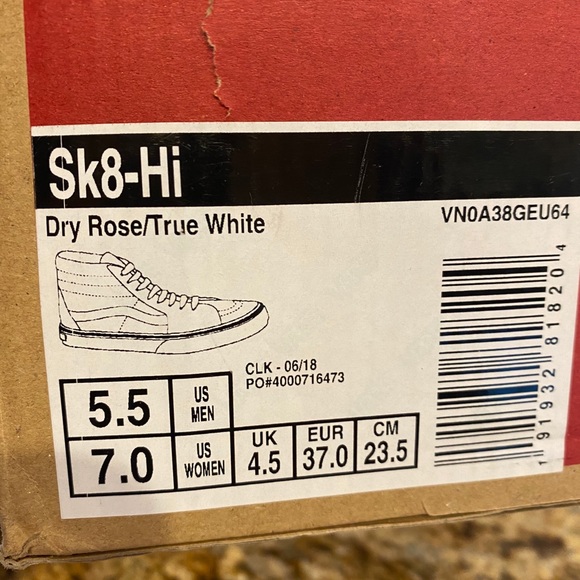 Sk8-Hi
Dry Rose/True White
VN0A38GEU64
CLK - 06/18
PO#4000716473
5.5 US MEN
7.0 US WOMEN
UK 4.5
EUR 37.0
CM 23.5
1 91932 81820 4